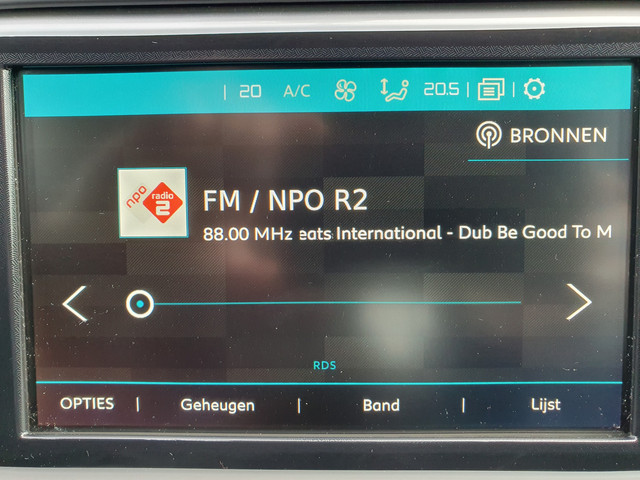 20 A/C 20.5
BRONNEN
npo radio 2
FM / NPO R2
88.00 MHz eats International - Dub Be Good To M
RDS
OPTIES | Geheugen | Band | Lijst